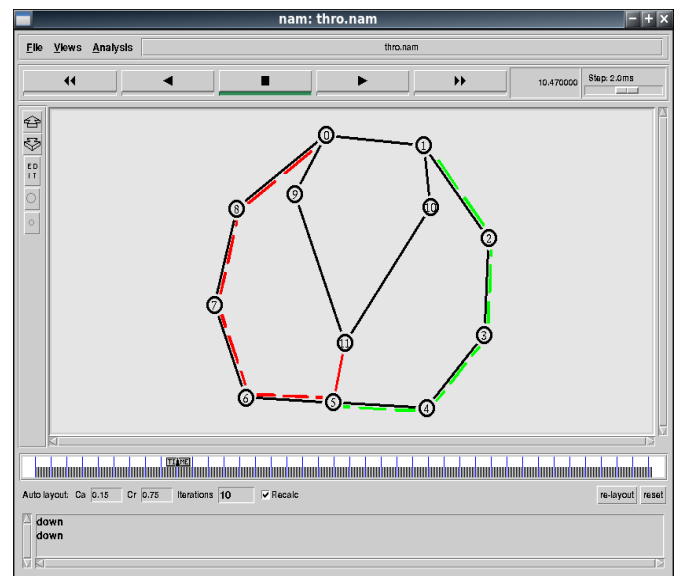 nam: thro.nam
File Views Analysis thro.nam
10.470000 Step: 2.0ms
ED
IT
0
1
9
8
10
2
7
3
11
6
5
4
TIME
Auto layout: Ca 0.15 Cr 0.75 Iterations 10 Recalc re-layout reset
down
down